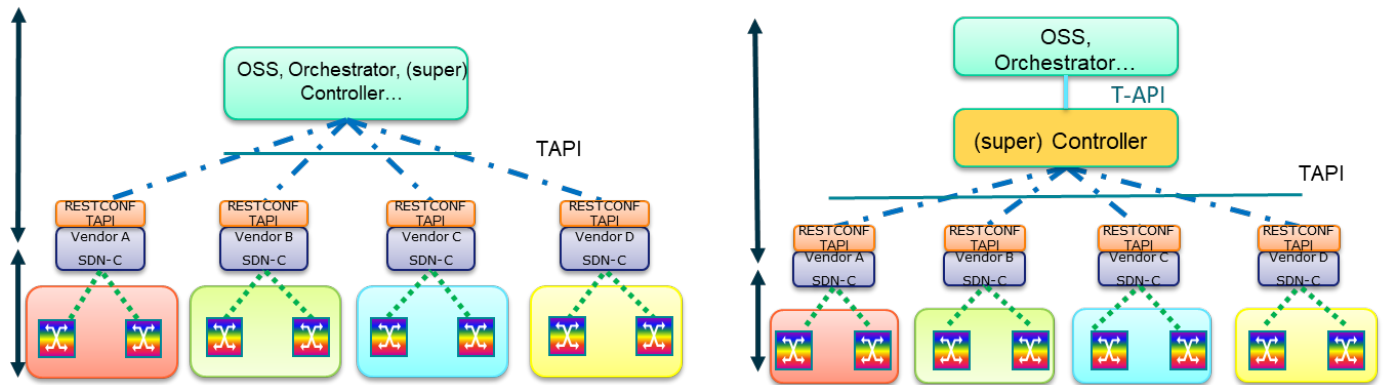 OSS, Orchestrator, (super)
Controller…
TAPI
RESTCONF
TAPI
Vendor A
SDN-C
RESTCONF
TAPI
Vendor B
SDN-C
RESTCONF
TAPI
Vendor C
SDN-C
RESTCONF
TAPI
Vendor D
SDN-C
OSS,
Orchestrator…
T-API
(super) Controller
TAPI
RESTCONF
TAPI
Vendor A
SDN-C
RESTCONF
TAPI
Vendor B
SDN-C
RESTCONF
TAPI
Vendor C
SDN-C
RESTCONF
TAPI
Vendor D
SDN-C